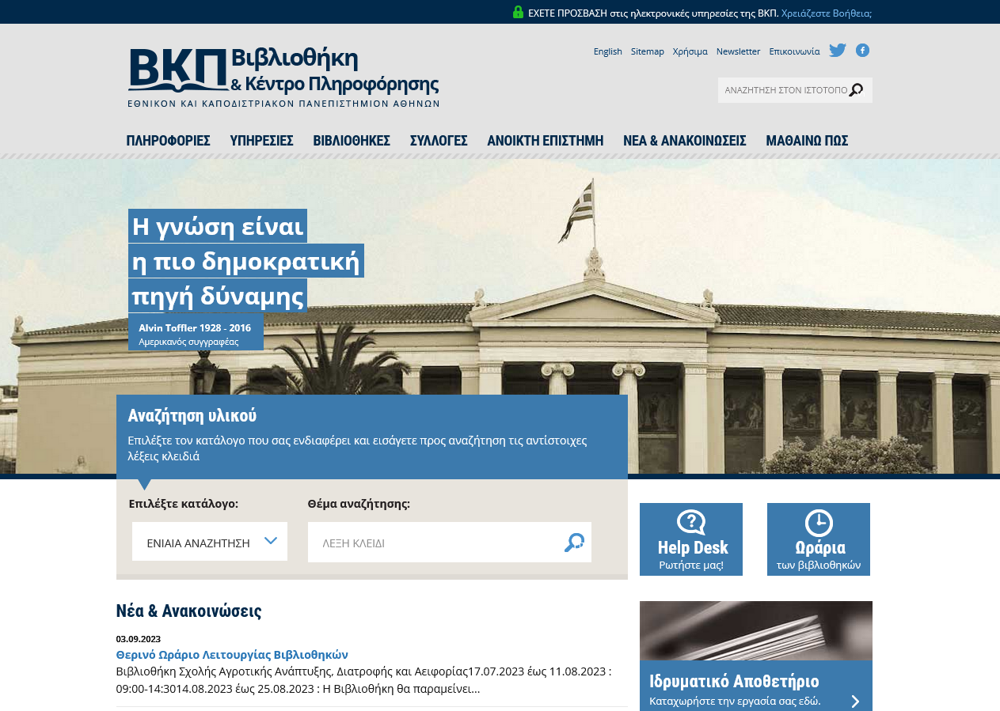 ΕΧΕΤΕ ΠΡΟΣΒΑΣΗ στις ηλεκτρονικές υπηρεσίες της ΒΚΠ. Χρειάζεστε Βοήθεια;
ΒΚΠ Βιβλιοθήκη
& Κέντρο Πληροφόρησης
ΕΘΝΙΚΟΝ ΚΑΙ ΚΑΠΟΔΙΣΤΡΙΑΚΟΝ ΠΑΝΕΠΙΣΤΗΜΙΟΝ ΑΘΗΝΩΝ
English Sitemap Χρήσιμα Newsletter Επικοινωνία
ΑΝΑΖΗΤΗΣΗ ΣΤΟΝ ΙΣΤΟΤΟΠΟ
ΠΛΗΡΟΦΟΡΙΕΣ ΥΠΗΡΕΣΙΕΣ ΒΙΒΛΙΟΘΗΚΕΣ ΣΥΛΛΟΓΕΣ ΑΝΟΙΚΤΗ ΕΠΙΣΤΗΜΗ ΝΕΑ & ΑΝΑΚΟΙΝΩΣΕΙΣ ΜΑΘΑΙΝΩ ΠΩΣ
Η γνώση είναι
η πιο δημοκρατική
πηγή δύναμης
Alvin Toffler 1928 - 2016
Αμερικανός συγγραφέας
Αναζήτηση υλικού
Επιλέξτε τον κατάλογο που σας ενδιαφέρει και εισάγετε προς αναζήτηση τις αντίστοιχες
λέξεις κλειδιά
Επιλέξτε κατάλογο: Θέμα αναζήτησης:
ΕΝΙΑΙΑ ΑΝΑΖΗΤΗΣΗ ΛΕΞΗ ΚΛΕΙΔΙ
Help Desk
Ρωτήστε μας!
Ωράρια
των βιβλιοθηκών
Νέα & Ανακοινώσεις
03.09.2023
Θερινό Ωράριο Λειτουργίας Βιβλιοθηκών
Βιβλιοθήκη Σχολής Αγροτικής Ανάπτυξης, Διατροφής και Αειφορίας17.07.2023 έως 11.08.2023 :
09:00-14:3014.08.2023 έως 25.08.2023 : Η Βιβλιοθήκη θα παραμείνει...
Ιδρυματικό Αποθετήριο
Καταχωρήστε την εργασία σας εδώ.